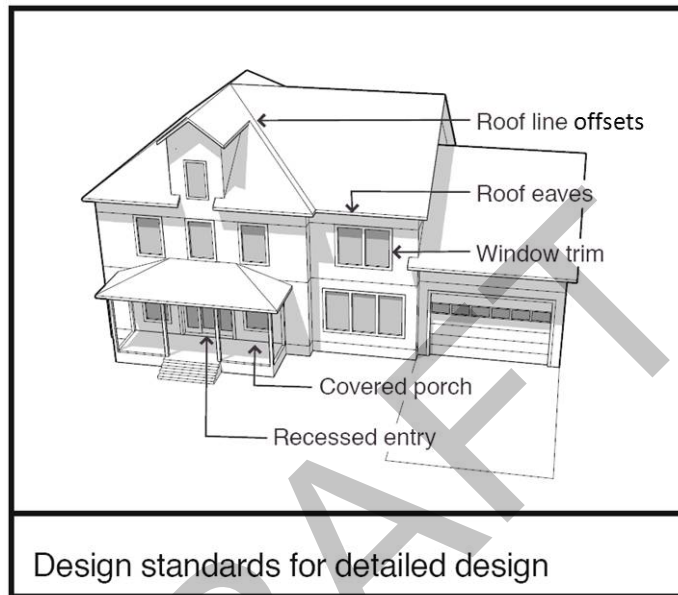 Roof line offsets
Roof eaves
Window trim
Covered porch
Recessed entry
Design standards for detailed design
DRAFT